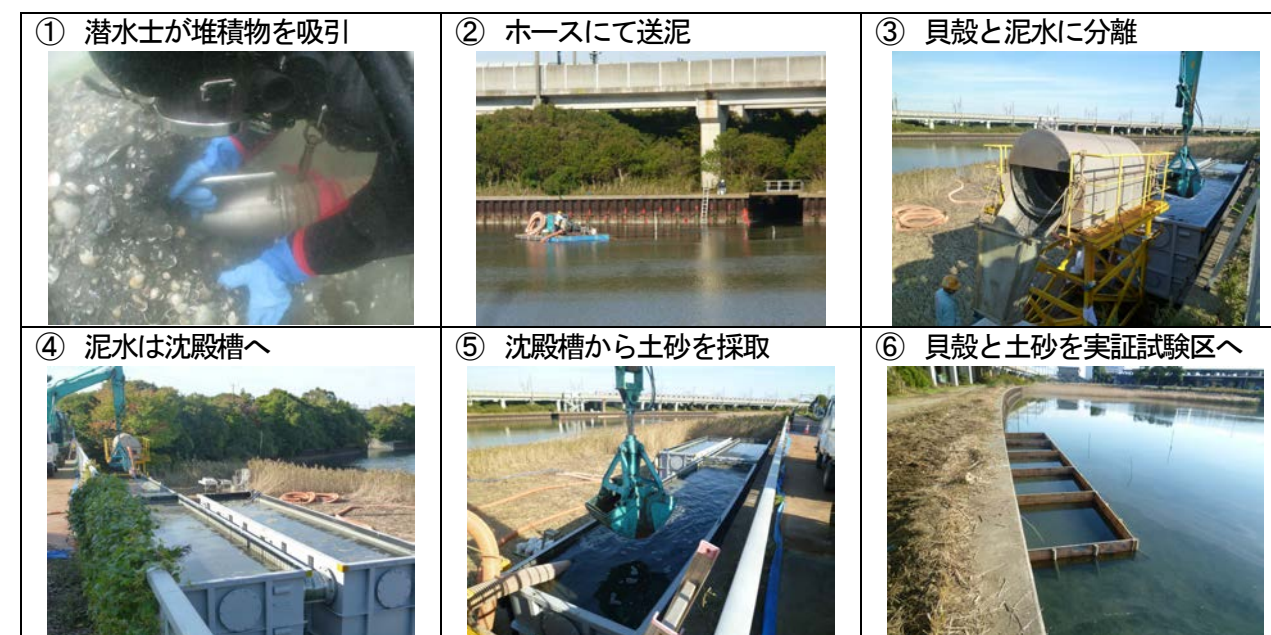 ① 潜水士が堆積物を吸引
② ホースにて送泥
③ 貝殻と泥水に分離
④ 泥水は沈殿槽へ
⑤ 沈殿槽から土砂を採取
⑥ 貝殻と土砂を実証試験区へ